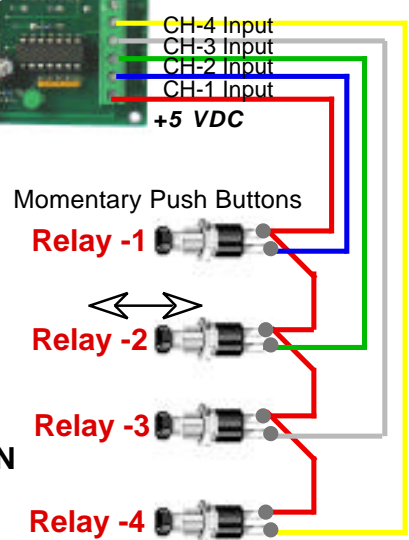 CH-4 Input
CH-3 Input
CH-2 Input
CH-1 Input
+5 VDC
Momentary Push Buttons
Relay -1
Relay -2
Relay -3
N
Relay -4